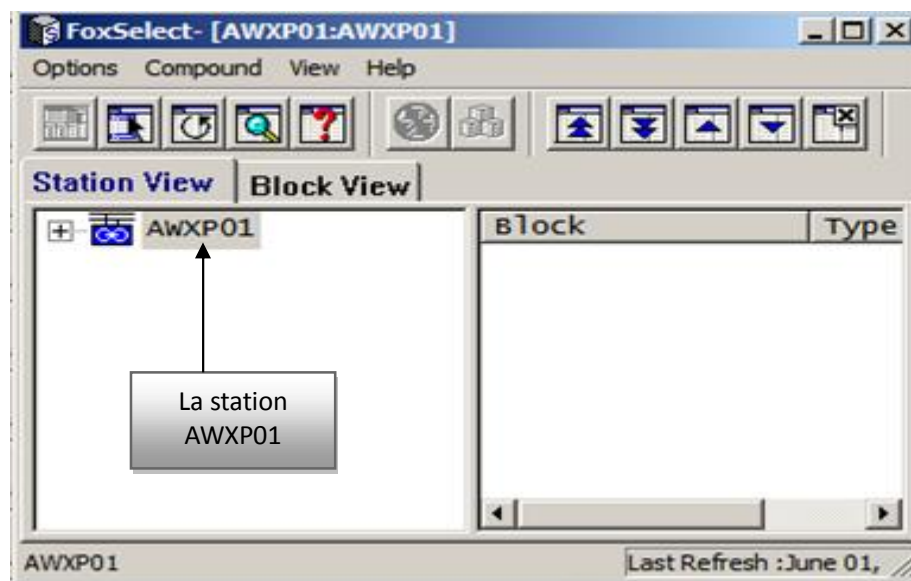 FoxSelect- [AWXP01:AWXP01]
Options Compound View Help
Station View Block View
AWXP01
Block Type
La station
AWXP01
AWXP01 Last Refresh :June 01,